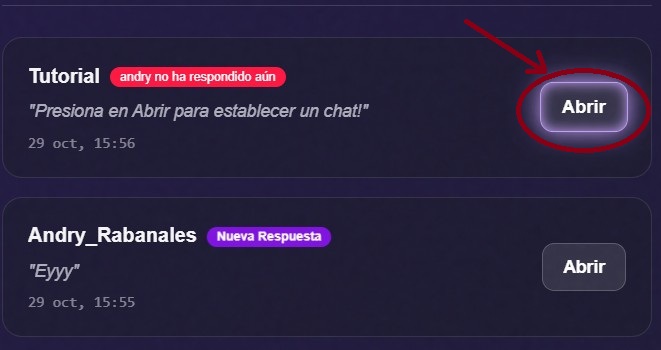 Tutorial andry no ha respondido aún
"Presiona en Abrir para establecer un chat!"
Abrir
29 oct, 15:56
Andry_Rabanales Nueva Respuesta
"Eyyy"
Abrir
29 oct, 15:55